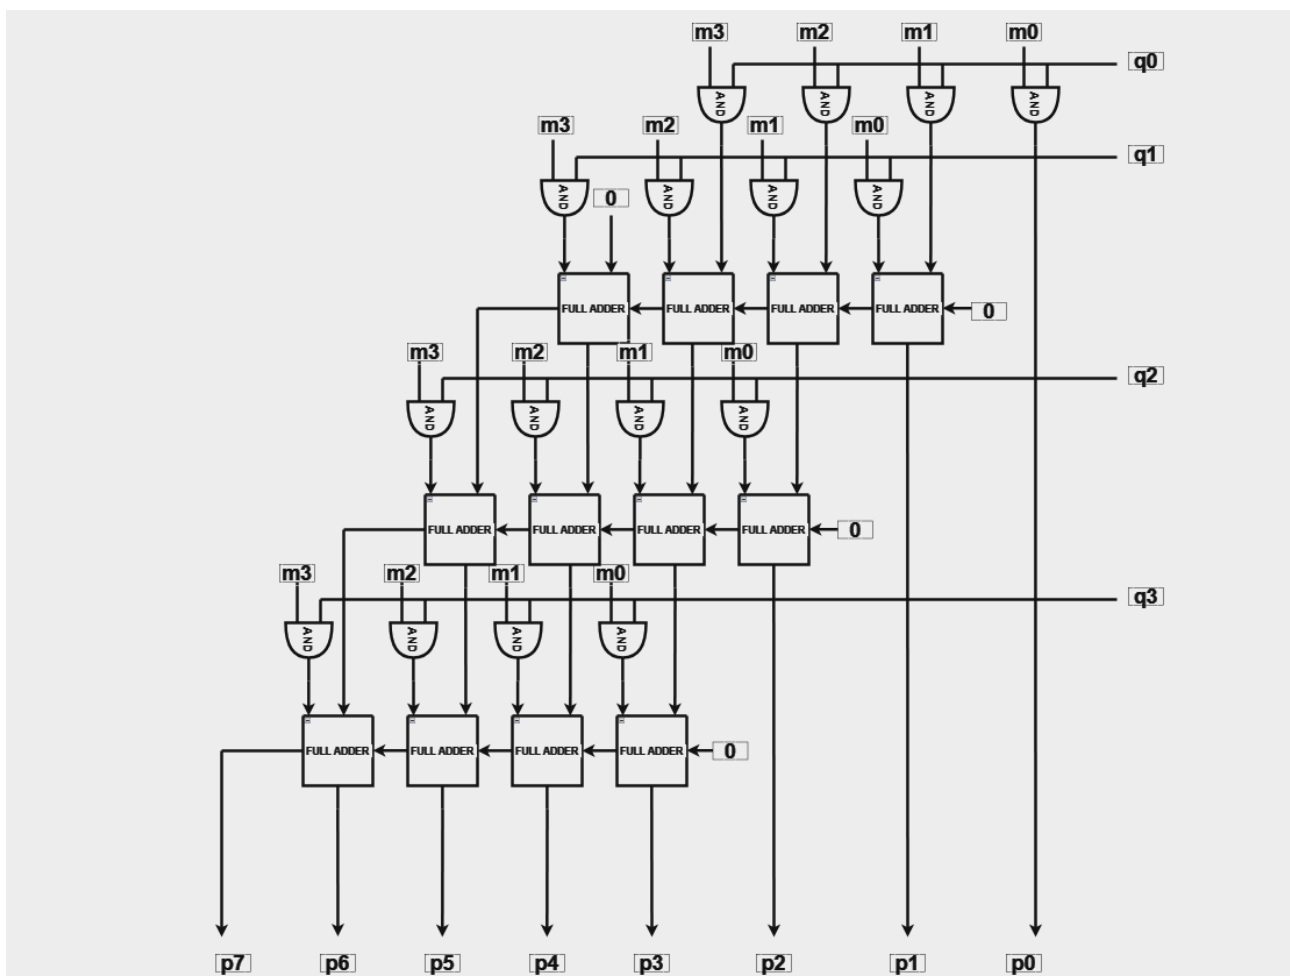 m3 m2 m1 m0
q0
AND AND AND AND
m3 m2 m1 m0
q1
AND AND AND AND
0
FULL ADDER FULL ADDER FULL ADDER FULL ADDER 0
m3 m2 m1 m0
q2
AND AND AND AND
FULL ADDER FULL ADDER FULL ADDER FULL ADDER 0
m3 m2 m1 m0
q3
AND AND AND AND
FULL ADDER FULL ADDER FULL ADDER FULL ADDER 0
p7 p6 p5 p4 p3 p2 p1 p0